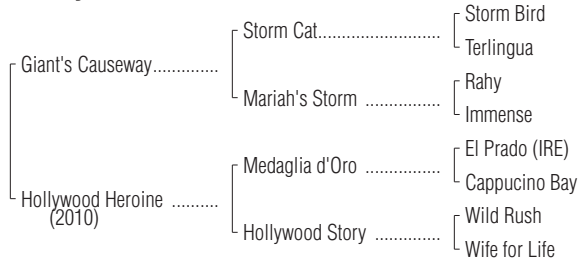 Storm Bird
Storm Cat......................
Terlingua
Giant's Causeway..............
Rahy
Mariah's Storm ................
Immense
El Prado (IRE)
Medaglia d'Oro ................
Cappucino Bay
Hollywood Heroine ..........
(2010)
Wild Rush
Hollywood Story ..............
Wife for Life